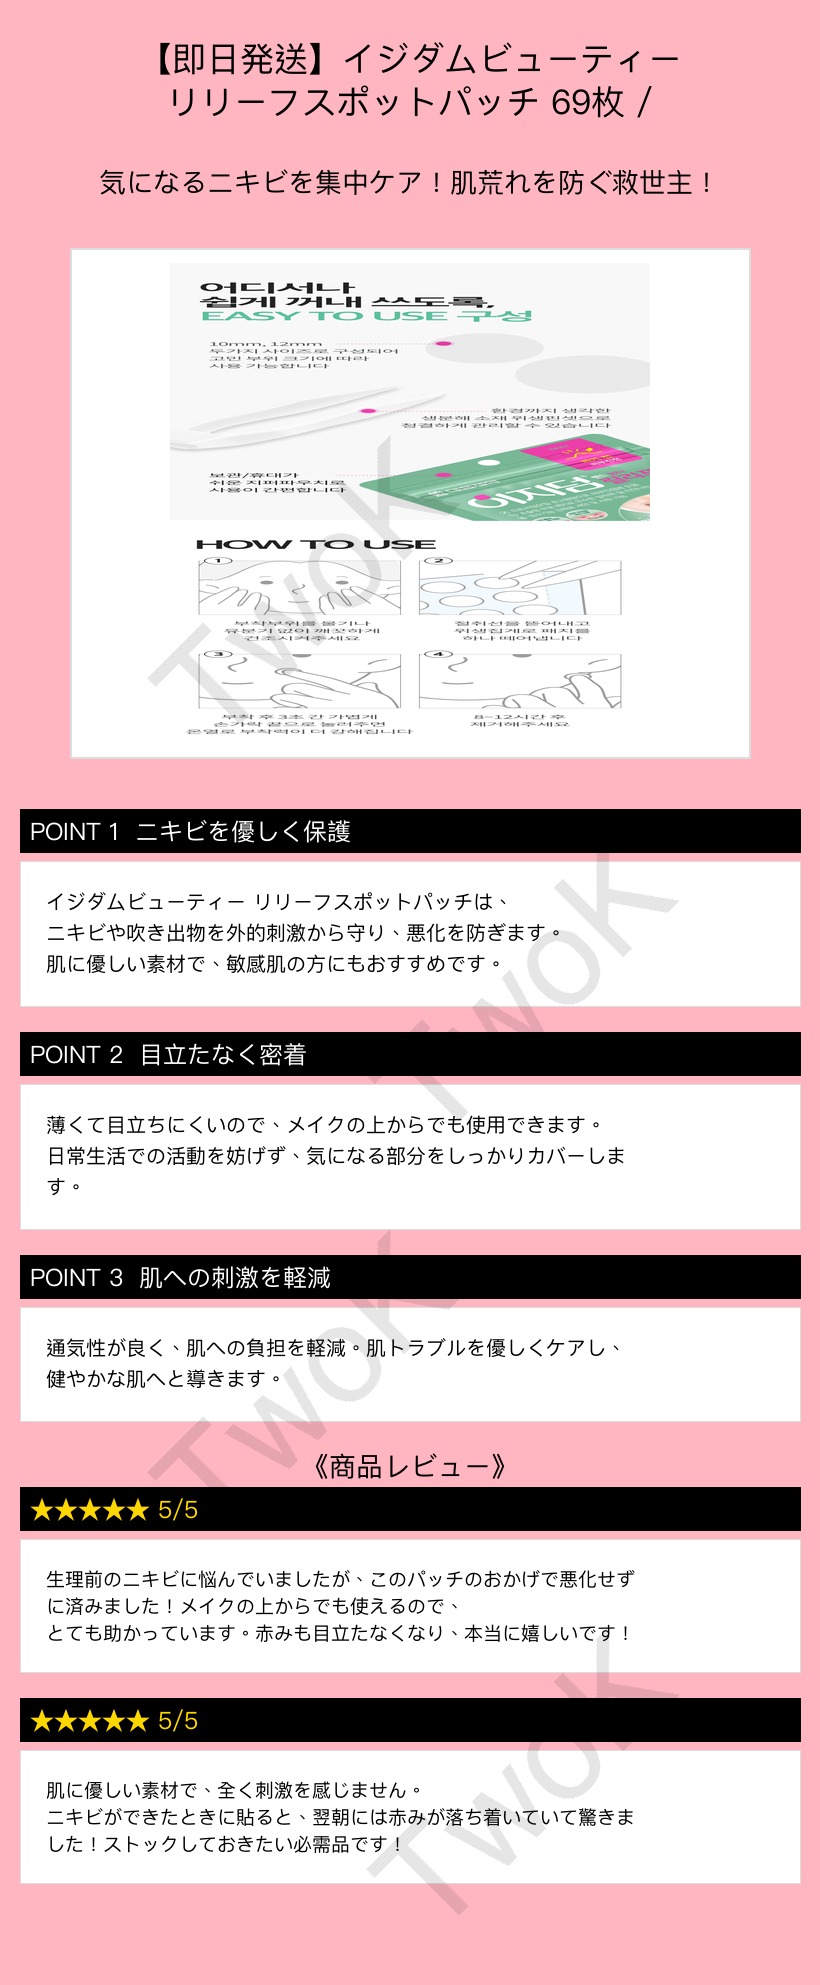 【即日発送】イジダムビューティー
リリーフスポットパッチ 69枚 /
気になるニキビを集中ケア！肌荒れを防ぐ救世主！
어디서나
쉽게 꺼내 쓰도록,
EASY TO USE 구성
10mm, 12mm
두가지 사이즈로 구성되어
고민 부위 크기에 따라
사용 가능합니다
환경까지 생각한
생분해 소재 위생핀셋으로
청결하게 관리할 수 있습니다
보관/휴대가
쉬운 지퍼파우치로
사용이 간편합니다
이지덤
HOW TO USE
1
2
부착부위를 물기나
유분기 없이 깨끗하게
건조시켜주세요
절취선을 뜯어내고
위생집게로 패치를
하나 떼어냅니다
3
4
부착 후 3초 간 가볍게
손가락 끝으로 눌러주면
온열로 부착력이 더 강해집니다
8~12시간 후
제거해주세요
TwoK
POINT 1 ニキビを優しく保護
イジダムビューティー リリーフスポットパッチは、
ニキビや吹き出物を外的刺激から守り、悪化を防ぎます。
肌に優しい素材で、敏感肌の方にもおすすめです。
TwoK
POINT 2 目立たなく密着
薄くて目立ちにくいので、メイクの上からでも使用できます。
日常生活での活動を妨げず、気になる部分をしっかりカバーしま
す。
POINT 3 肌への刺激を軽減
通気性が良く、肌への負担を軽減。肌トラブルを優しくケアし、
健やかな肌へと導きます。
TwoK
《商品レビュー》
★★★★★ 5/5
生理前のニキビに悩んでいましたが、このパッチのおかげで悪化せず
に済みました！メイクの上からでも使えるので、
とても助かっています。赤みも目立たなくなり、本当に嬉しいです！
★★★★★ 5/5
肌に優しい素材で、全く刺激を感じません。
ニキビができたときに貼ると、翌朝には赤みが落ち着いていて驚きま
した！ストックしておきたい必需品です！
TwoK